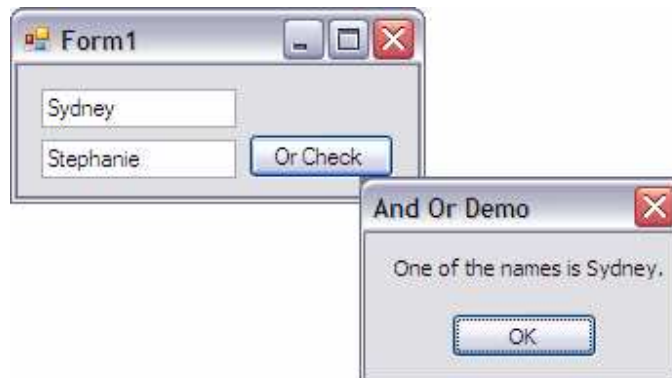 Form1
Sydney
Stephanie
Or Check
And Or Demo
One of the names is Sydney.
OK